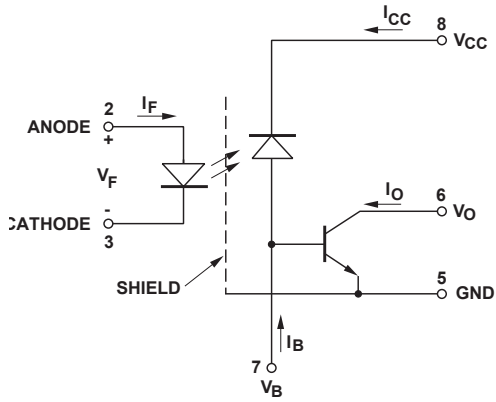 ICC
8
VCC
2
IF
ANODE
+
VF
IO
6
VO
-
CATHODE
3
SHIELD
5
GND
IB
7
VB